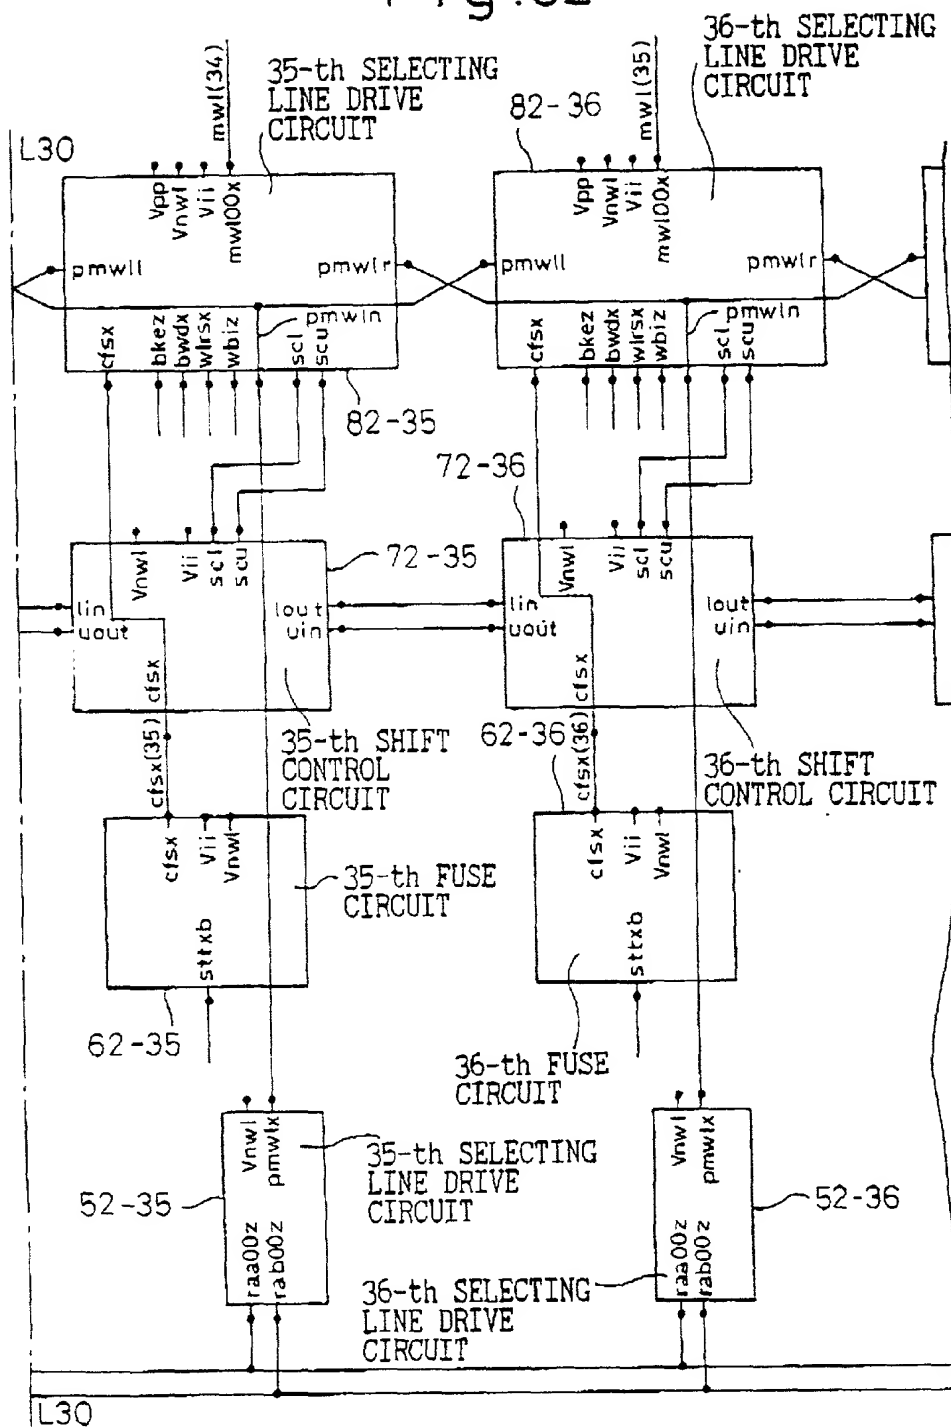 36-th SELECTING
LINE DRIVE
CIRCUIT
35-th SELECTING
LINE DRIVE
CIRCUIT
mwl(34)
mwl(35)
82-36
L30
Vpp
Vnwl
Vii
mwl00x
pmwll
pmwlr
pmwln
cfsx
bkez
bwdx
wlrsx
wbiz
scl
scu
82-35
Vpp
Vnwl
Vii
mwl00x
pmwll
pmwlr
pmwln
cfsx
bkez
bwdx
wlrsx
wbiz
scl
scu
72-36
72-35
Vnwl
Vii
scl
scu
lin
uout
lout
uin
cfsx
Vnwl
Vii
scl
scu
lin
uout
lout
uin
cfsx
cfsx(35)
35-th SHIFT
CONTROL
CIRCUIT
62-36
cfsx(36)
36-th SHIFT
CONTROL CIRCUIT
cfsx
Vii
Vnwl
sttxb
35-th FUSE
CIRCUIT
cfsx
Vii
Vnwl
sttxb
62-35
36-th FUSE
CIRCUIT
Vnwl
pmwlx
raa00z
rab00z
52-35
35-th SELECTING
LINE DRIVE
CIRCUIT
Vnwl
pmwlx
raa00z
rab00z
52-36
36-th SELECTING
LINE DRIVE
CIRCUIT
L30